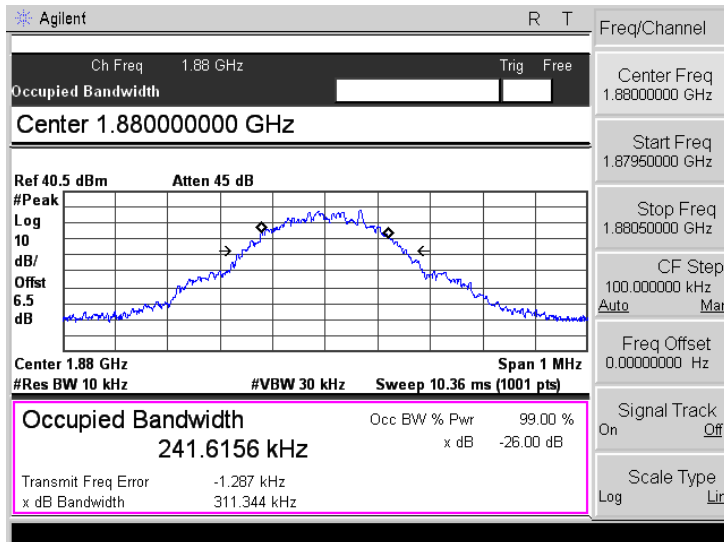 Agilent R T
Ch Freq 1.88 GHz Trig Free
Occupied Bandwidth
Center 1.880000000 GHz
Ref 40.5 dBm Atten 45 dB
#Peak
Log
10
dB/
Offst
6.5
dB
Center 1.88 GHz Span 1 MHz
#Res BW 10 kHz #VBW 30 kHz Sweep 10.36 ms (1001 pts)
Occupied Bandwidth Occ BW % Pwr 99.00 %
241.6156 kHz x dB -26.00 dB
Transmit Freq Error -1.287 kHz
x dB Bandwidth 311.344 kHz
Freq/Channel
Center Freq
1.88000000 GHz
Start Freq
1.87950000 GHz
Stop Freq
1.88050000 GHz
CF Step
100.000000 kHz
Auto Man
Freq Offset
0.00000000 Hz
Signal Track
On Off
Scale Type
Log Lin